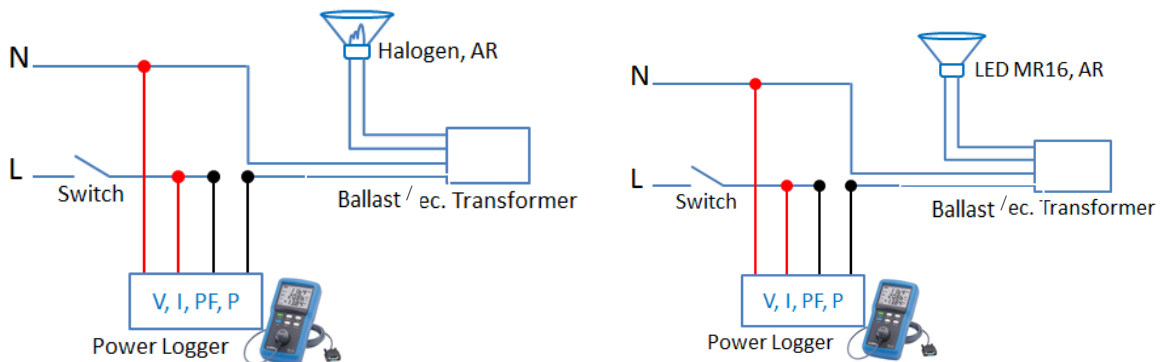 N
Halogen, AR
L
Switch
Ballast / ec. Transformer
V, I, PF, P
Power Logger
N
LED MR16, AR
L
Switch
Ballast / ec. Transformer
V, I, PF, P
Power Logger